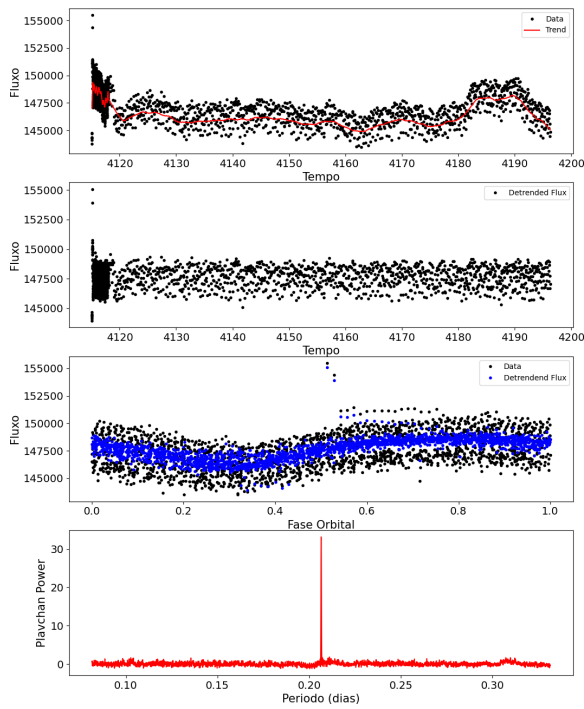 155000
152500
150000
147500
145000
Fluxo
Data
Trend
4120 4130 4140 4150 4160 4170 4180 4190 4200
Tempo
155000
152500
150000
147500
145000
Fluxo
Detrended Flux
4120 4130 4140 4150 4160 4170 4180 4190 4200
Tempo
155000
152500
150000
147500
145000
Fluxo
Data
Detrendend Flux
0.0 0.2 0.4 0.6 0.8 1.0
Fase Orbital
30
20
10
0
Plavchan Power
0.10 0.15 0.20 0.25 0.30
Periodo (dias)